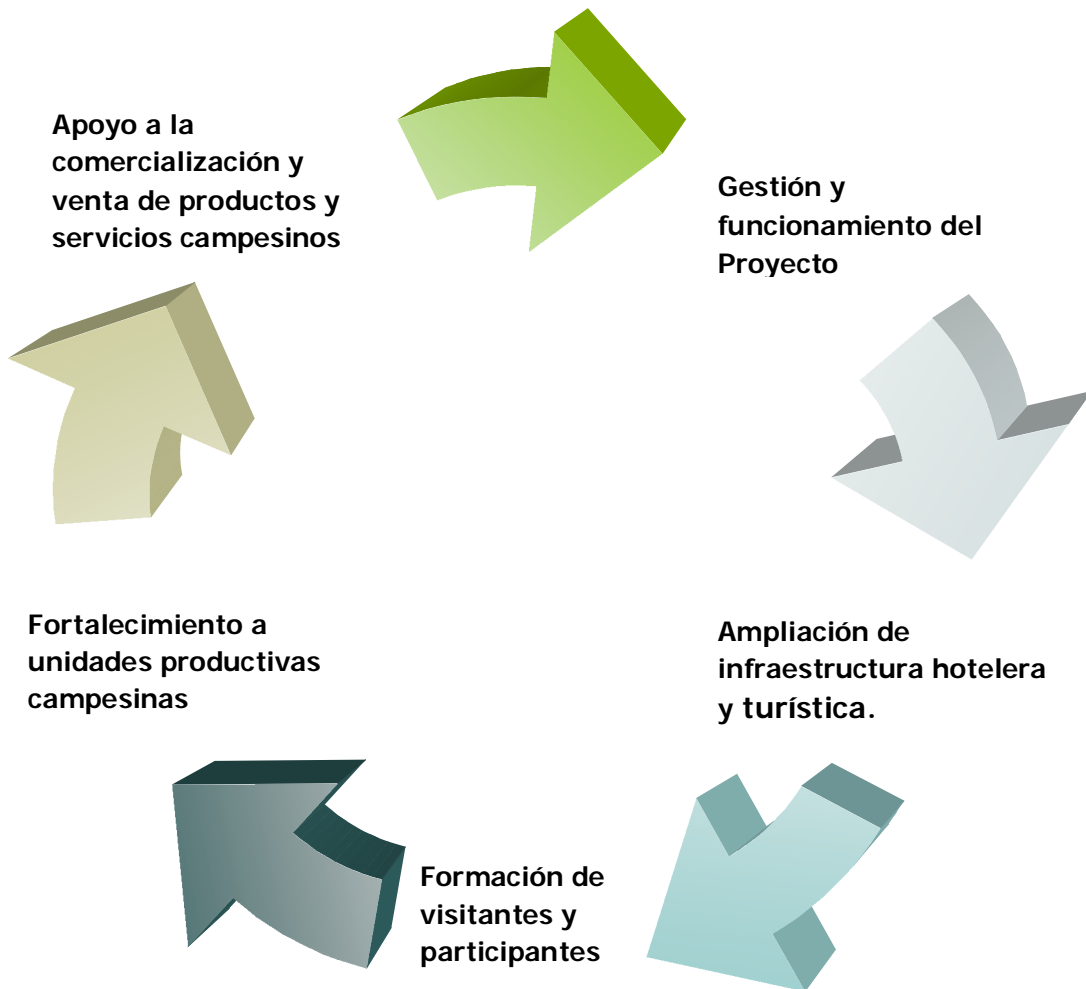 Apoyo a la
comercialización y
venta de productos y
servicios campesinos
Gestión y
funcionamiento del
Proyecto
Ampliación de
infraestructura hotelera
y turística.
Formación de
visitantes y
participantes
Fortalecimiento a
unidades productivas
campesinas